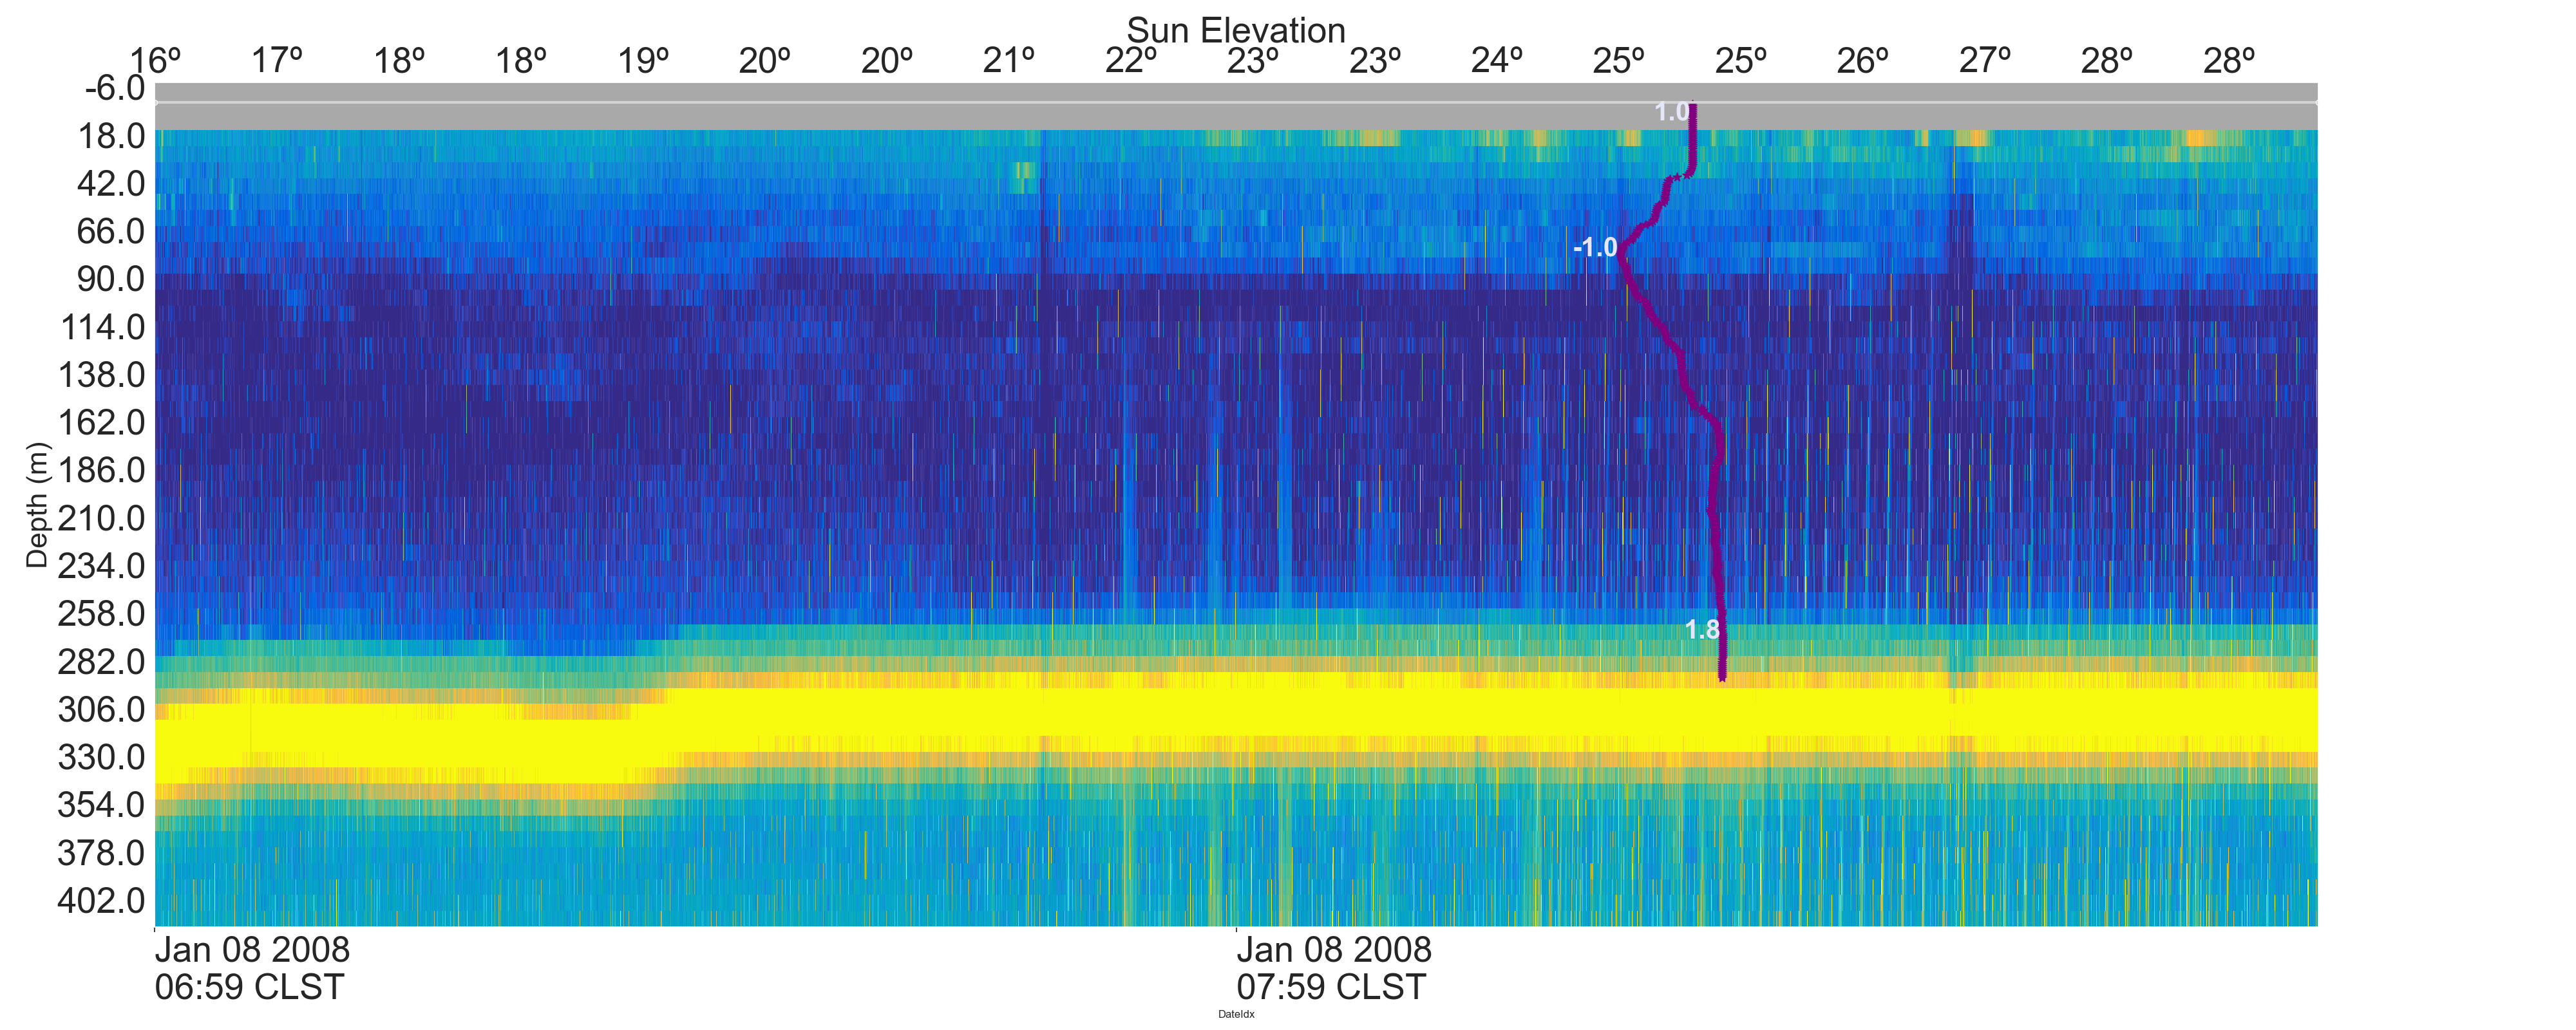 Sun Elevation
16º 17º 18º 18º 19º 20º 20º 21º 22º 23º 23º 24º 25º 25º 26º 27º 28º 28º
-6.0
18.0
42.0
66.0
90.0
114.0
138.0
162.0
186.0
210.0
234.0
258.0
282.0
306.0
330.0
354.0
378.0
402.0
Depth (m)
1.0
-1.0
1.8
Jan 08 2008
06:59 CLST
Jan 08 2008
07:59 CLST
DateIdx